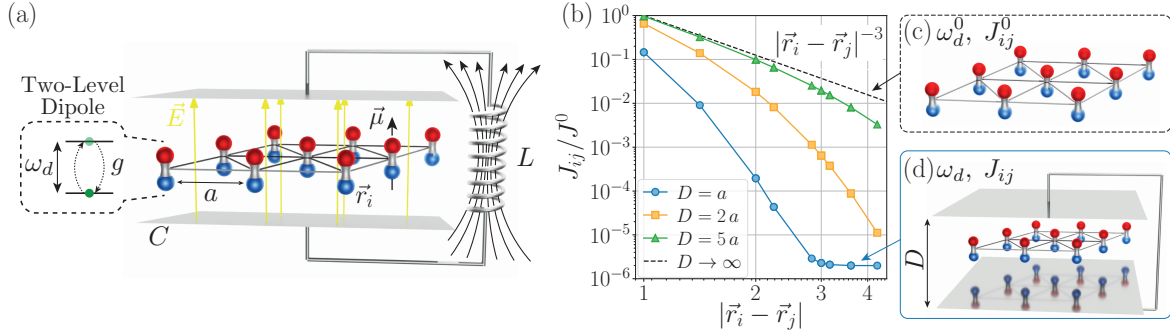 (a)
Two-Level
Dipole
ω_d
g
E⃗
μ⃗
a
r⃗_i
C
L
(b)
J_ij/J^0
10^0
10^-1
10^-2
10^-3
10^-4
10^-5
10^-6
|r⃗_i − r⃗_j|^−3
D = a
D = 2 a
D = 5 a
D → ∞
1
2
3
4
|r⃗_i − r⃗_j|
(c) ω_d^0, J_ij^0
(d) ω_d, J_ij
D